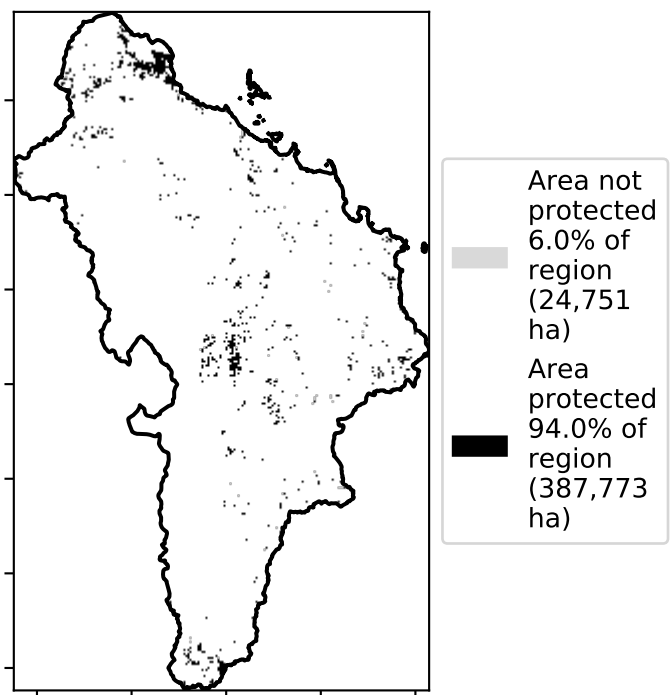 Area not
protected
6.0% of
region
(24,751
ha)
Area
protected
94.0% of
region
(387,773
ha)